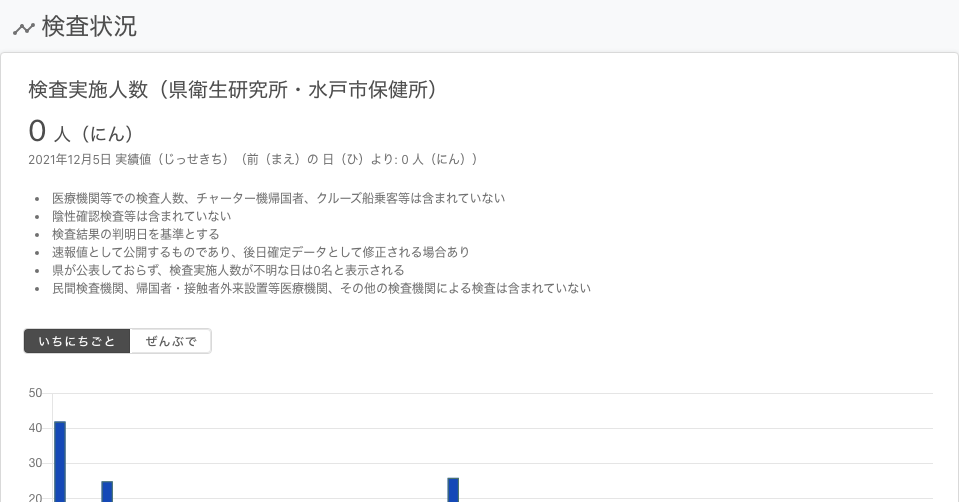 検査状況
検査実施人数（県衛生研究所・水戸市保健所）
0 人（にん）
2021年12月5日 実績値（じっせきち）（前（まえ）の 日（ひ）より: 0 人（にん））
• 医療機関等での検査人数、チャーター機帰国者、クルーズ船乗客等は含まれていない
• 陰性確認検査等は含まれていない
• 検査結果の判明日を基準とする
• 速報値として公開するものであり、後日確定データとして修正される場合あり
• 県が公表しておらず、検査実施人数が不明な日は0名と表示される
• 民間検査機関、帰国者・接触者外来設置等医療機関、その他の検査機関による検査は含まれていない
いちにちごと ぜんぶで
50
40
30
20